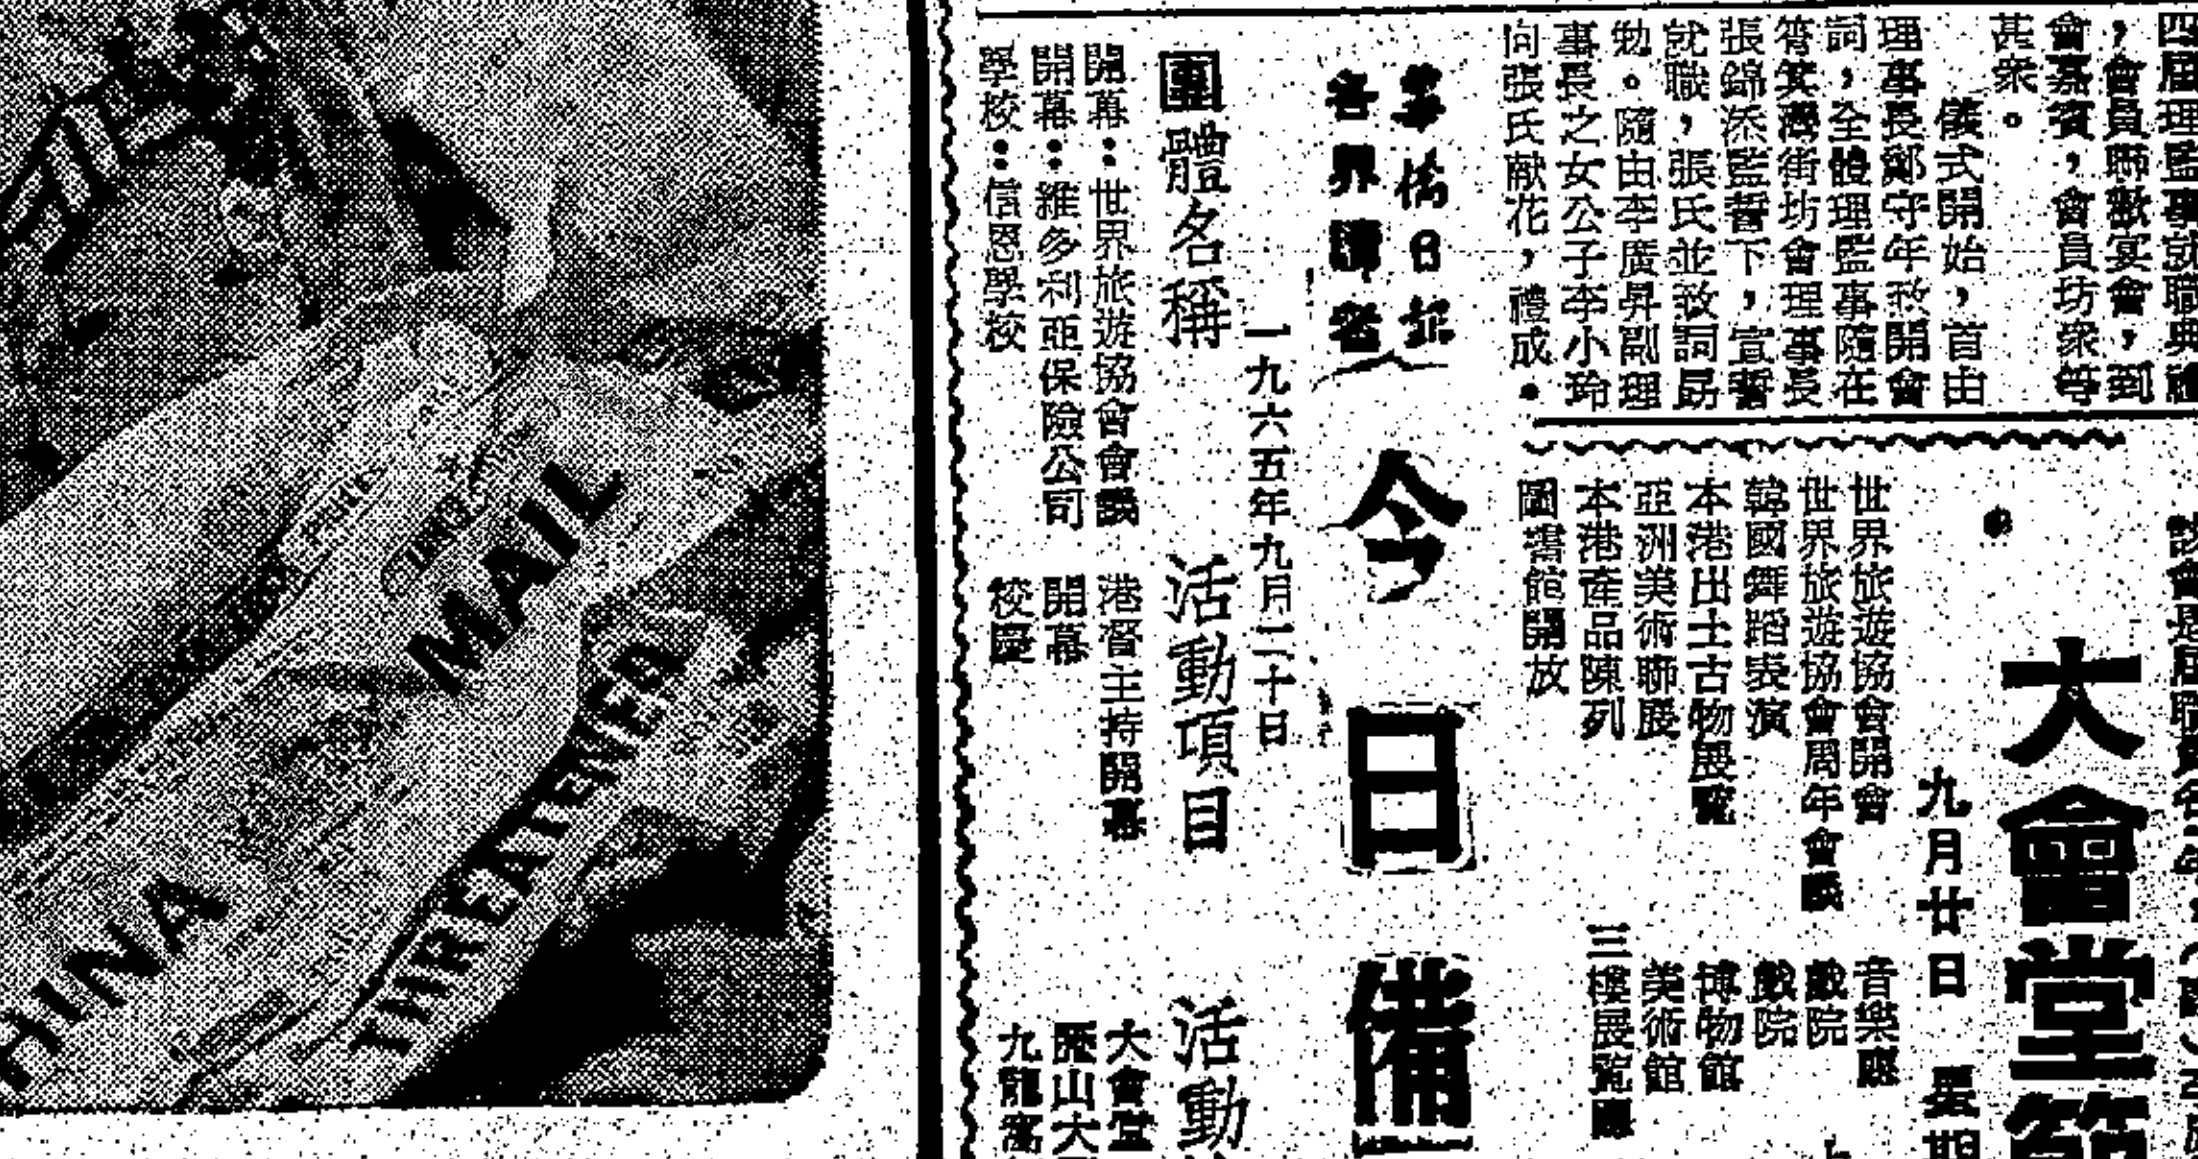 四屆理監事就職典禮
，會員聯歡宴會，到
會嘉賓，會員坊衆等
甚衆。
儀式開始，首由
理事長鄭守年致開會
詞，全體理監事隨在
筲箕灣街坊會理事長
張錦添監誓下，宣誓
就職，張氏並致詞勗
勉。隨由李廣昇副理
事長之女公子李小玲
向張氏献花，禮成。
大會堂節
九月廿日 星期
世界旅遊協會開會 音樂廳
世界旅遊協會周年會議 戲院
韓國舞蹈表演 戲院
本港出土古物展覽 博物館
亞洲美術聯展 美術館
本港產品陳列 三樓展覽廳
圖書館開放
華僑日報
各界讀者
今日備
一九六五年九月二十日
團體名稱 活動項目 活動
開幕：世界旅遊協會會議 港督主持開幕 大會堂
開幕：維多利亞保險公司 開幕 歷山大
學校：信恩學校 校慶 九龍窩
MAIL
THREATENED
HINA